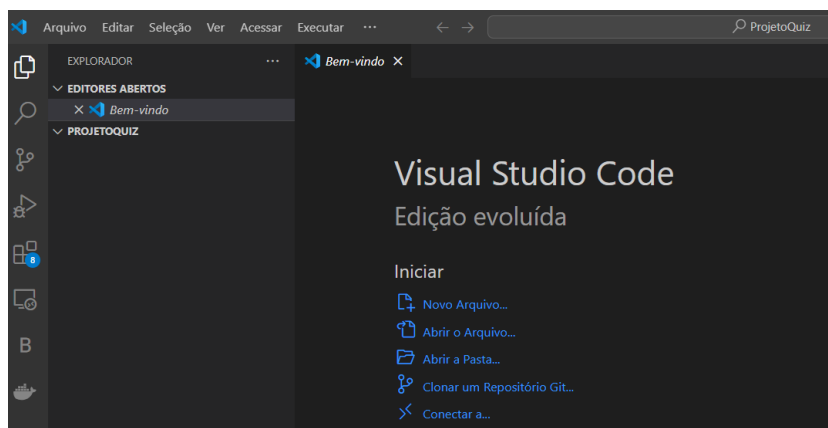 Arquivo Editar Seleção Ver Acessar Executar ··· ProjetoQuiz
EXPLORADOR ···
Bem-vindo
EDITORES ABERTOS
Bem-vindo
PROJETOQUIZ
Visual Studio Code
Edição evoluída
Iniciar
Novo Arquivo...
Abrir o Arquivo...
Abrir a Pasta...
Clonar um Repositório Git...
Conectar a...
8
B